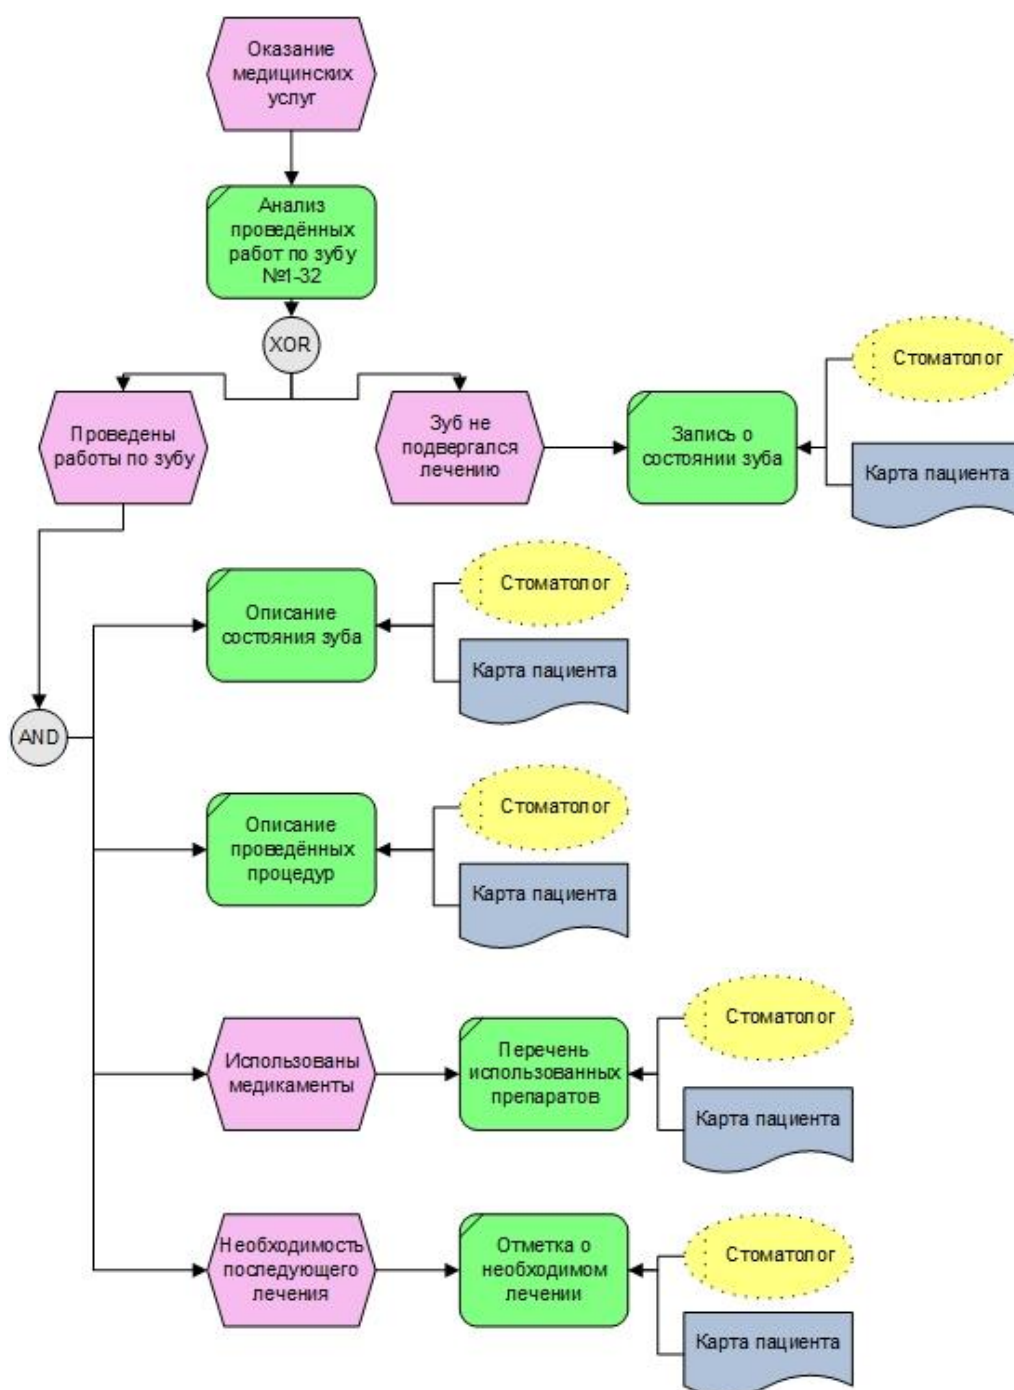 Оказание
медицинских
услуг
Анализ
проведённых
работ по зубу
№1-32
XOR
Стоматолог
Проведены
работы по зубу
Зуб не
подвергался
лечению
Запись о
состоянии зуба
Карта пациента
Стоматолог
Описание
состояния зуба
Карта пациента
AND
Стоматолог
Описание
проведённых
процедур
Карта пациента
Стоматолог
Использованы
медикаменты
Перечень
использованных
препаратов
Карта пациента
Необходимость
последующего
лечения
Отметка о
необходимом
лечении
Стоматолог
Карта пациента